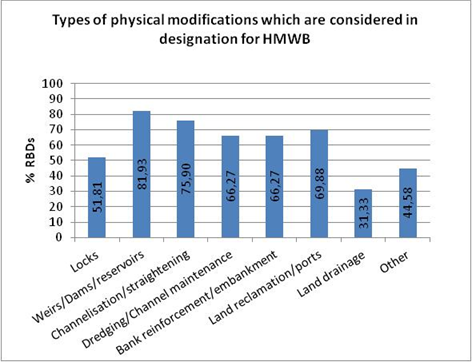 Types of physical modifications which are considered in
designation for HMWB
% RBDs
100
90
80
70
60
50
40
30
20
10
0
51,81
81,93
75,90
66,27
66,27
69,88
31,33
44,58
Locks
Weirs/Dams/reservoirs
Channelisation/straightening
Dredging/Channel maintenance
Bank reinforcement/embankment
Land reclamation/ports
Land drainage
Other